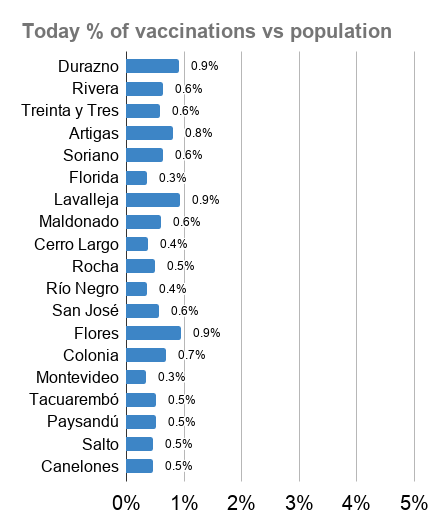 Today % of vaccinations vs population
Durazno 0.9%
Rivera 0.6%
Treinta y Tres 0.6%
Artigas 0.8%
Soriano 0.6%
Florida 0.3%
Lavalleja 0.9%
Maldonado 0.6%
Cerro Largo 0.4%
Rocha 0.5%
Río Negro 0.4%
San José 0.6%
Flores 0.9%
Colonia 0.7%
Montevideo 0.3%
Tacuarembó 0.5%
Paysandú 0.5%
Salto 0.5%
Canelones 0.5%
0% 1% 2% 3% 4% 5%